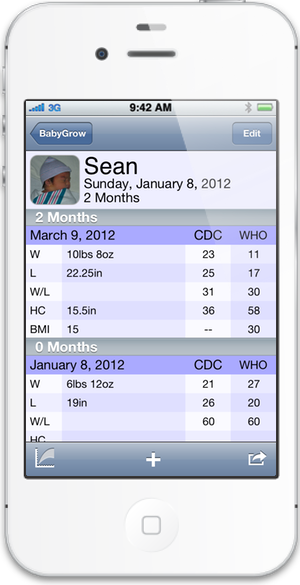 3G 9:42 AM
BabyGrow Edit
Sean
Sunday, January 8, 2012
2 Months
2 Months
March 9, 2012 CDC WHO
W 10lbs 8oz 23 11
L 22.25in 25 17
W/L 31 30
HC 15.5in 36 58
BMI 15 -- 30
0 Months
January 8, 2012 CDC WHO
W 6lbs 12oz 21 27
L 19in 26 20
W/L 60 60
HC